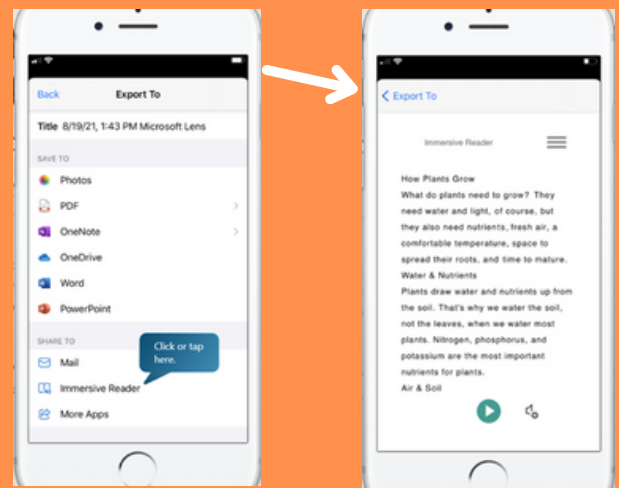 Back Export To
Title 8/19/21, 1:43 PM Microsoft Lens
SAVE TO
Photos
PDF
OneNote
OneDrive
Word
PowerPoint
SHARE TO
Mail
Click or tap
here.
Immersive Reader
More Apps
Export To
Immersive Reader
How Plants Grow
What do plants need to grow? They
need water and light, of course, but
they also need nutrients, fresh air, a
comfortable temperature, space to
spread their roots, and time to mature.
Water & Nutrients
Plants draw water and nutrients up from
the soil. That's why we water the soil,
not the leaves, when we water most
plants. Nitrogen, phosphorus, and
potassium are the most important
nutrients for plants.
Air & Soil